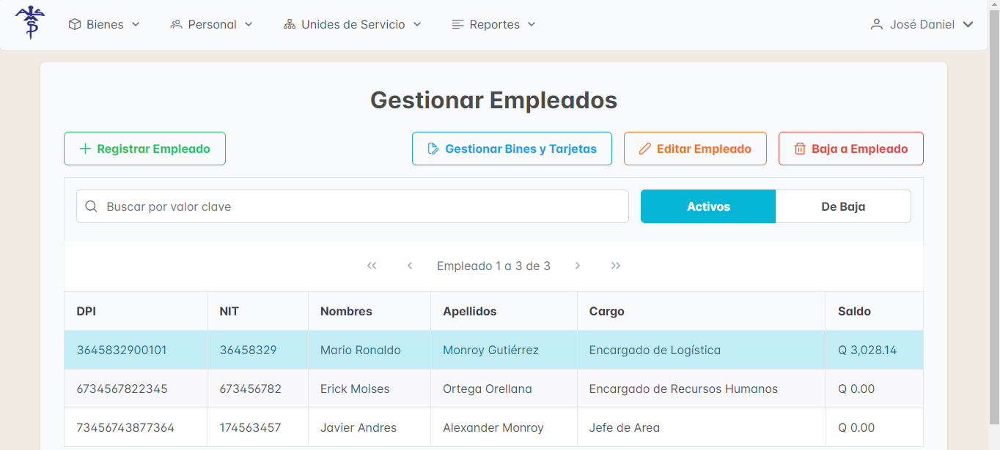 Bienes Personal Unides de Servicio Reportes José Daniel
Gestionar Empleados
Registrar Empleado Gestionar Bines y Tarjetas Editar Empleado Baja a Empleado
Buscar por valor clave Activos De Baja
Empleado 1 a 3 de 3
DPI NIT Nombres Apellidos Cargo Saldo
3645832900101 36458329 Mario Ronaldo Monroy Gutiérrez Encargado de Logística Q 3,028.14
6734567822345 673456782 Erick Moises Ortega Orellana Encargado de Recursos Humanos Q 0.00
73456743877364 174563457 Javier Andres Alexander Monroy Jefe de Area Q 0.00